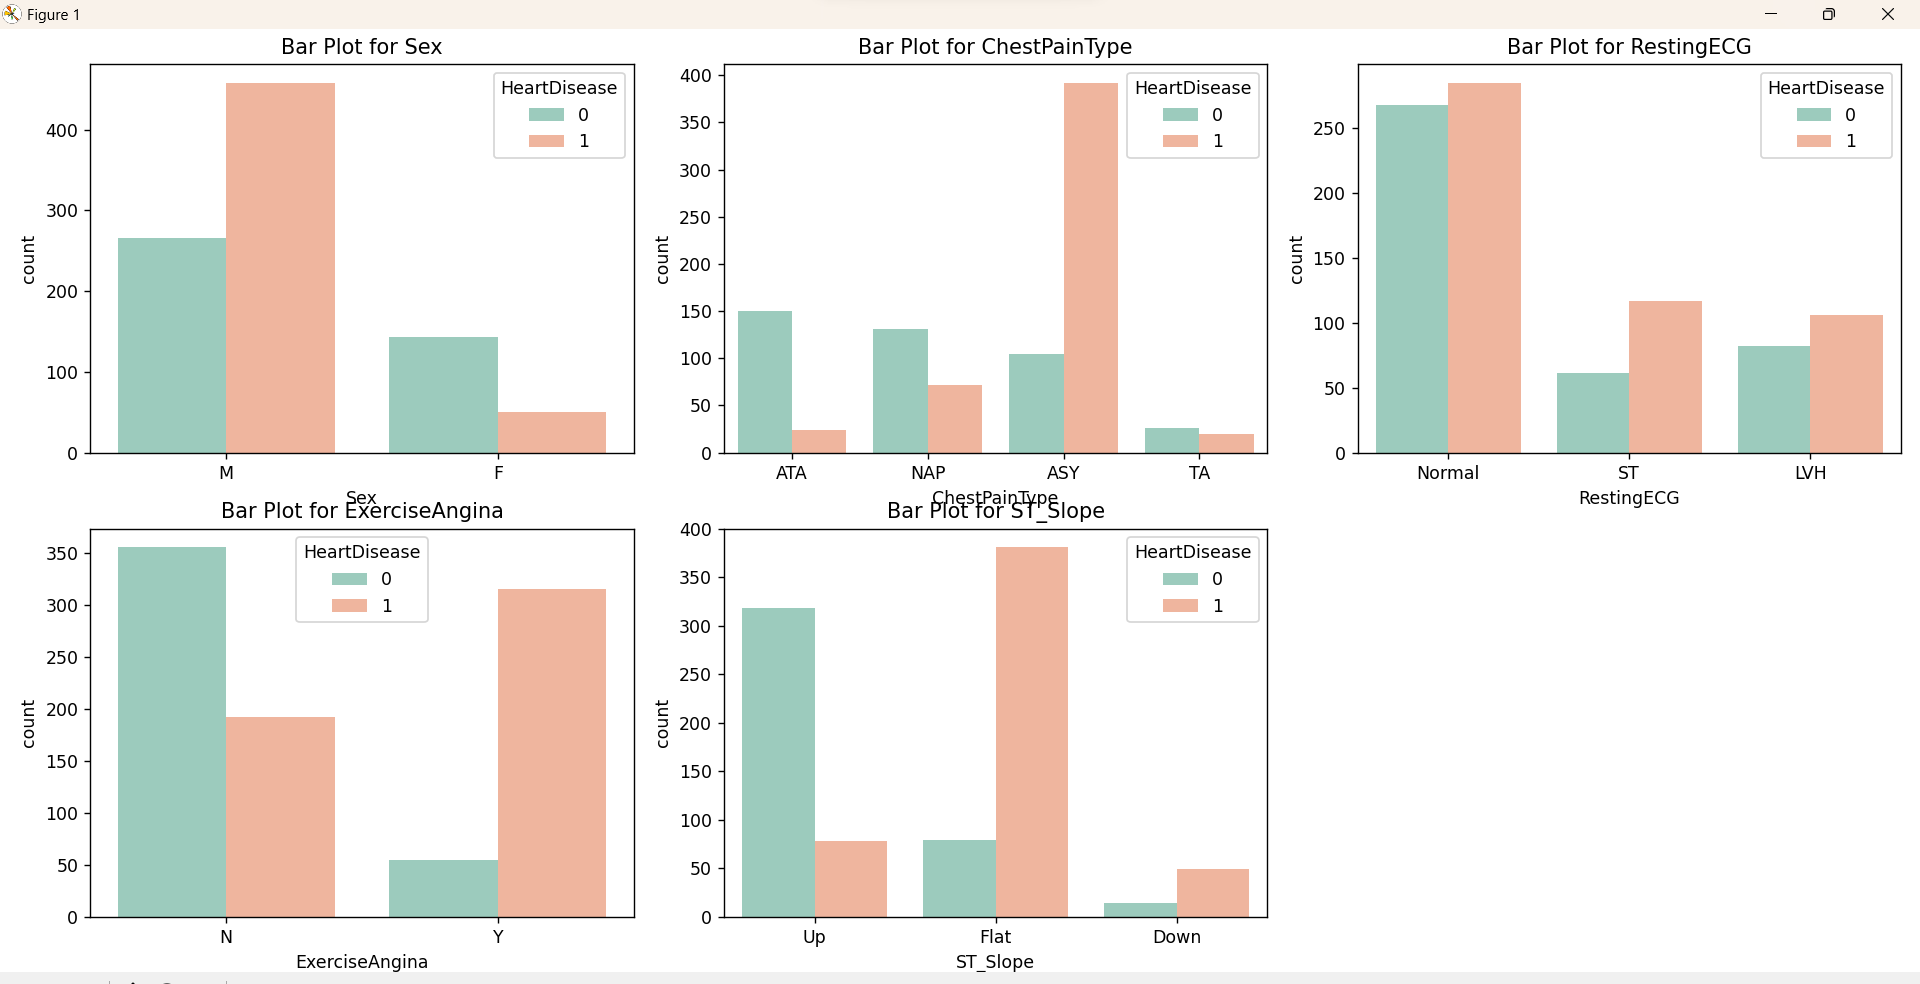 Figure 1
Bar Plot for Sex
HeartDisease
0
1
400
300
200
100
0
count
M
F
Sex
Bar Plot for ChestPainType
HeartDisease
0
1
400
350
300
250
200
150
100
50
0
count
ATA
NAP
ASY
TA
ChestPainType
Bar Plot for RestingECG
HeartDisease
0
1
250
200
150
100
50
0
count
Normal
ST
LVH
RestingECG
Bar Plot for ExerciseAngina
HeartDisease
0
1
350
300
250
200
150
100
50
0
count
N
Y
ExerciseAngina
Bar Plot for ST_Slope
HeartDisease
0
1
400
350
300
250
200
150
100
50
0
count
Up
Flat
Down
ST_Slope